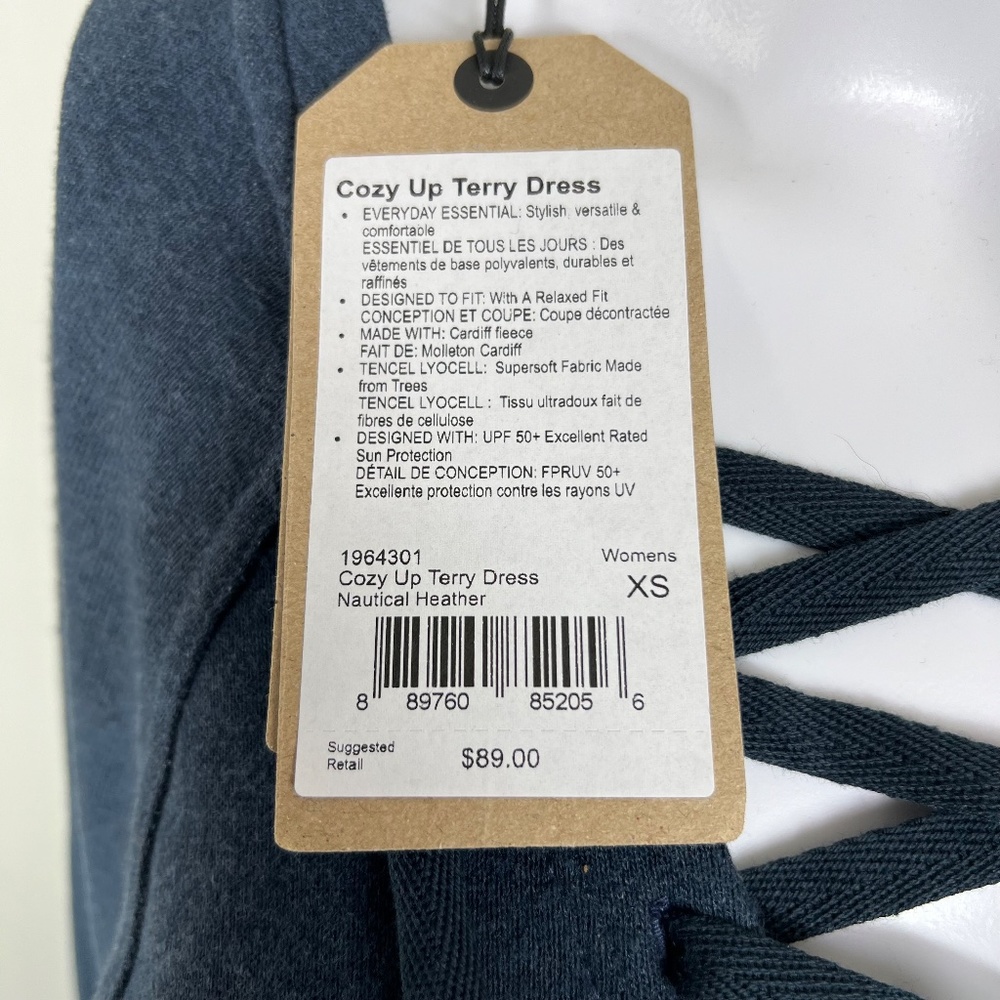 Cozy Up Terry Dress
• EVERYDAY ESSENTIAL: Stylish, versatile &
comfortable
ESSENTIEL DE TOUS LES JOURS : Des
vêtements de base polyvalents, durables et
raffinés
• DESIGNED TO FIT: With A Relaxed Fit
CONCEPTION ET COUPE: Coupe décontractée
• MADE WITH: Cardiff fleece
FAIT DE: Molleton Cardiff
• TENCEL LYOCELL: Supersoft Fabric Made
from Trees
TENCEL LYOCELL : Tissu ultradoux fait de
fibres de cellulose
• DESIGNED WITH: UPF 50+ Excellent Rated
Sun Protection
DÉTAIL DE CONCEPTION: FPRUV 50+
Excellente protection contre les rayons UV
1964301 Womens
Cozy Up Terry Dress XS
Nautical Heather
8 89760 85205 6
Suggested
Retail $89.00